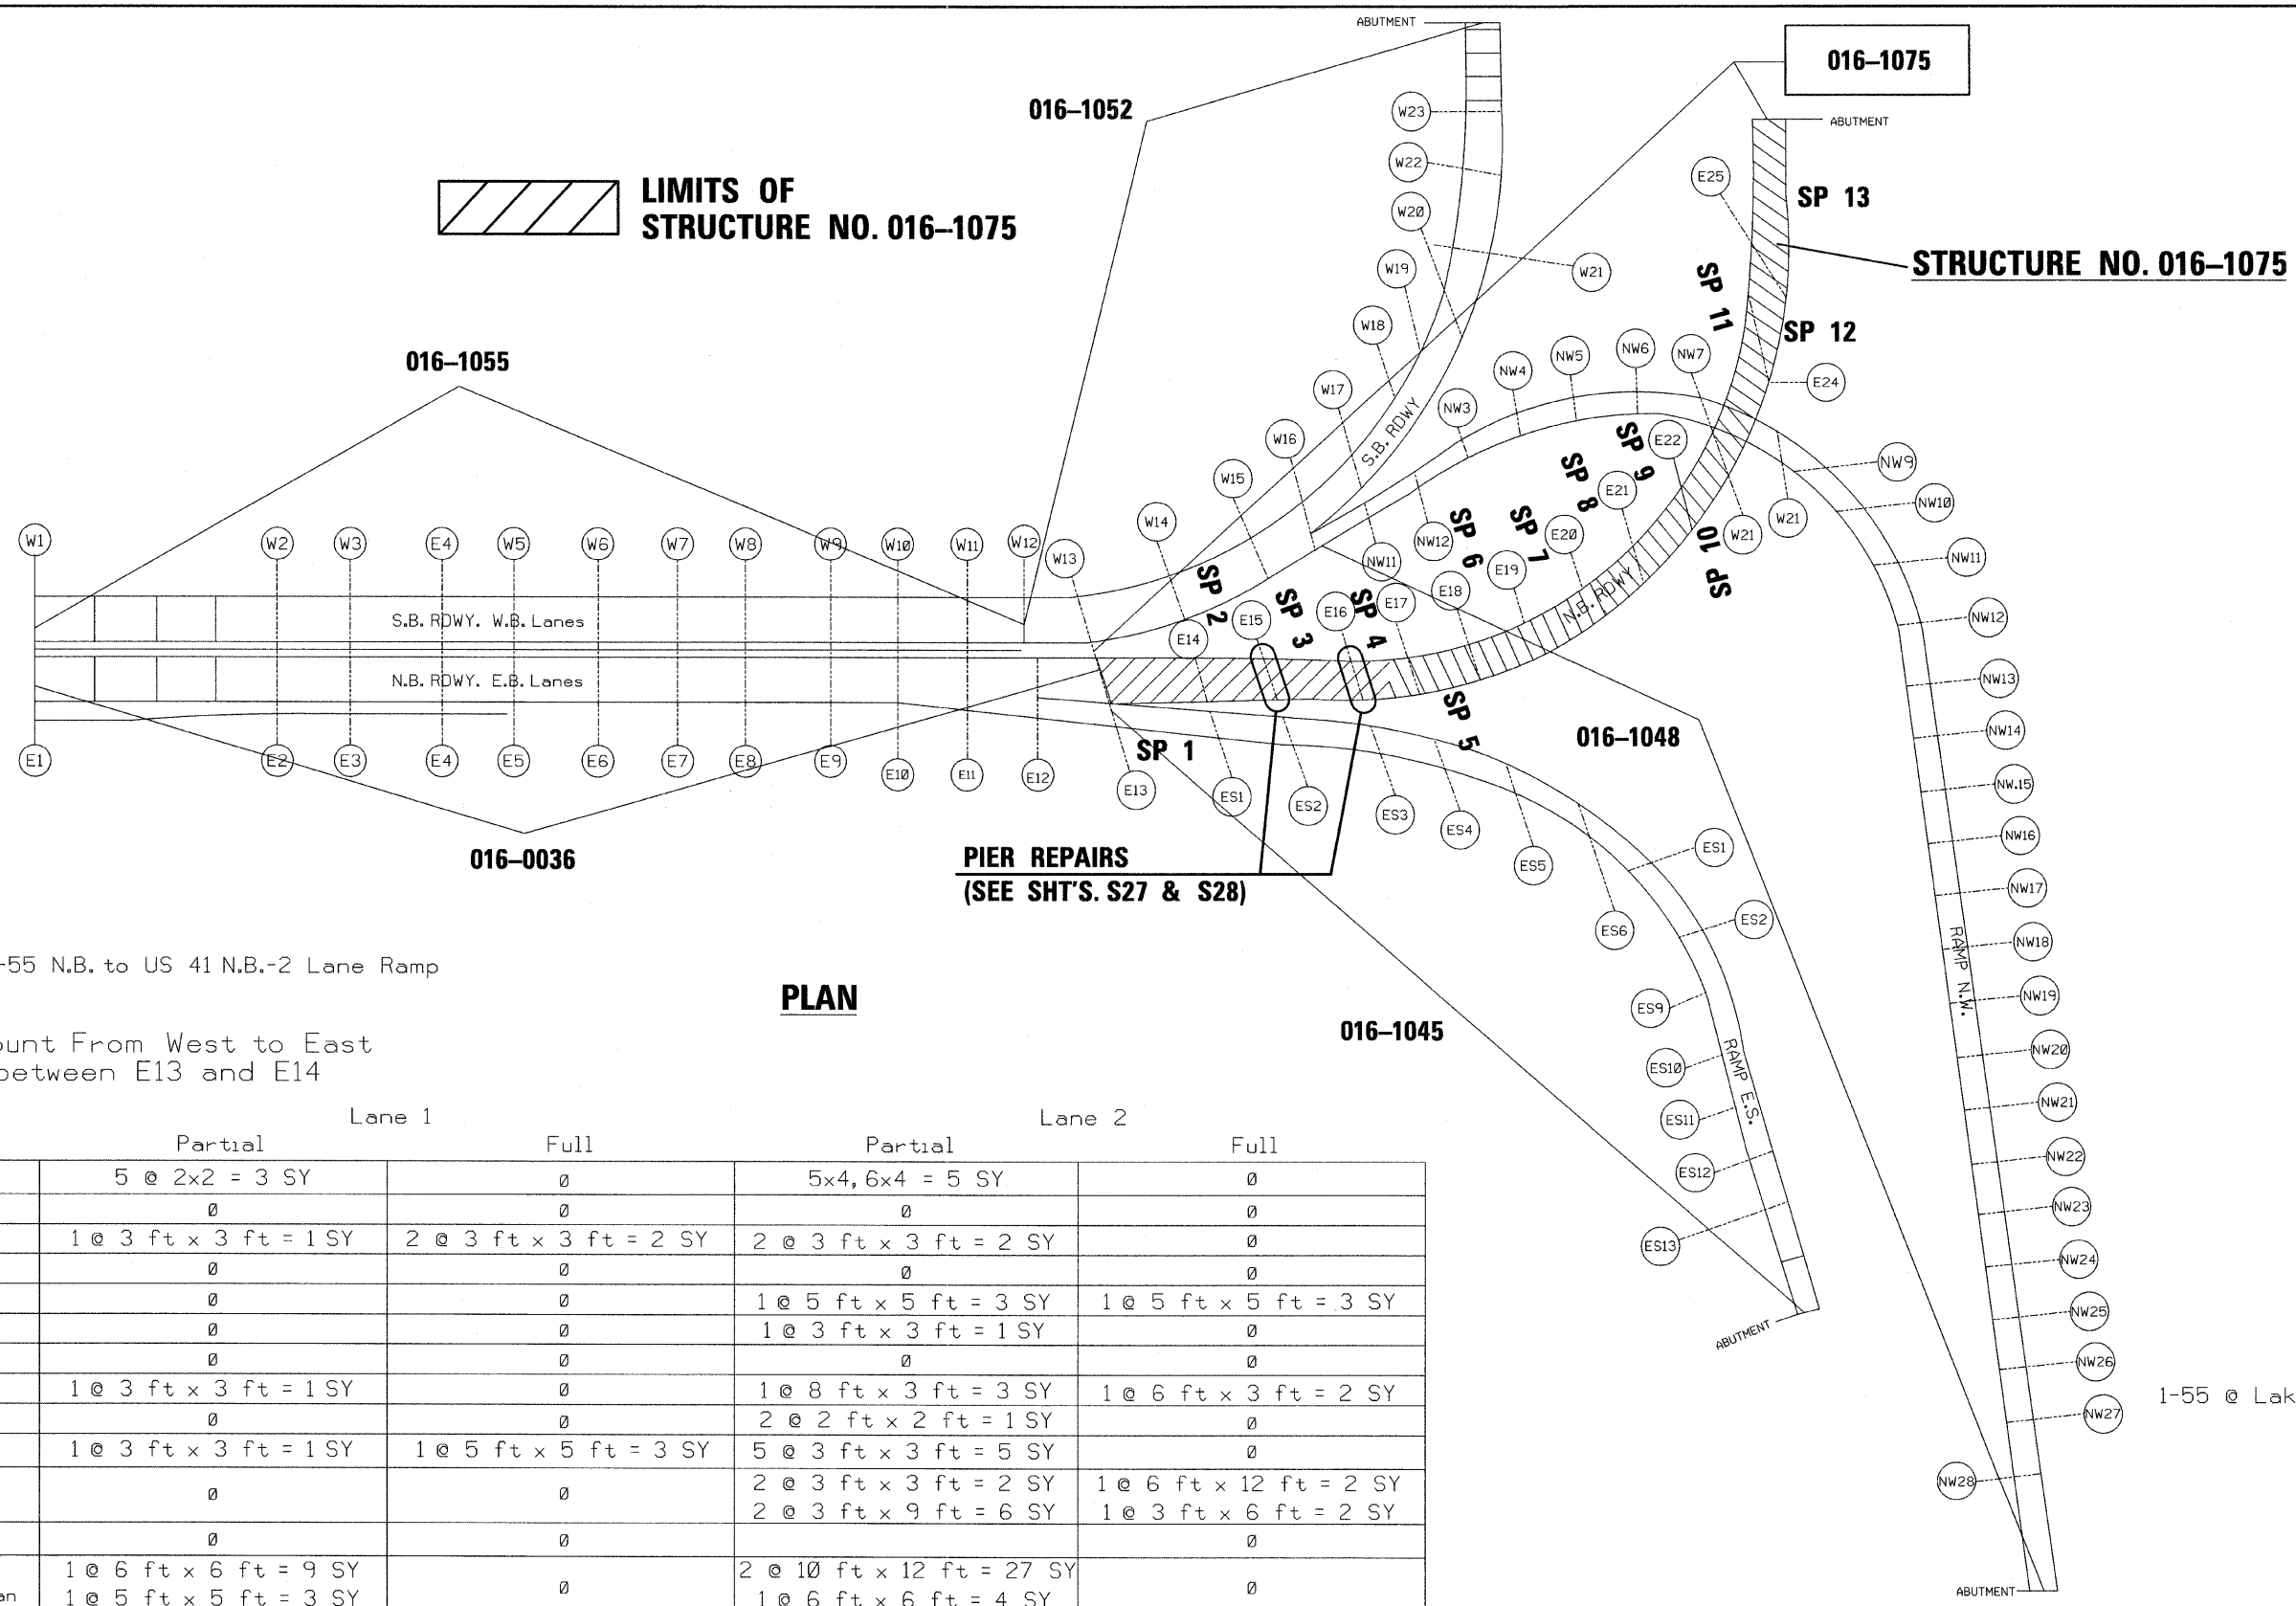 ABUTMENT
016-1075
016-1052
W23
ABUTMENT
W22
E25
LIMITS OF
STRUCTURE NO. 016-1075
SP 13
W20
STRUCTURE NO. 016-1075
W19
W21
SP 11
W18
SP 12
016-1055
NW6
NW5
NW7
NW4
E24
W17
NW3
S.B. RDWY
W16
SP 9
E22
NW9
W15
SP 8
E21
NW10
W14
SP 6
SP 7
W21
W21
W1
W2
W3
E4
W5
W6
W7
W8
W9
W10
W11
W12
W13
NW12
E20
SP 10
NW11
NW11
SP 2
E19
SP 3
SP 4
E18
E17
N.B. RDWY
E16
E15
NW12
S.B. RDWY. W.B. Lanes
E14
N.B. RDWY. E.B. Lanes
NW13
SP 5
NW14
016-1048
SP 1
E1
E2
E3
E4
E5
E6
E7
E8
E9
E10
E11
E12
E13
ES1
ES2
ES3
ES4
NW.15
NW16
ES1
016-0036
PIER REPAIRS
(SEE SHT'S. S27 & S28)
ES5
NW17
ES2
ES6
NW18
RAMP N.W.
-55 N.B. to US 41 N.B.-2 Lane Ramp
PLAN
NW19
ES9
016-1045
unt From West to East
between E13 and E14
NW20
ES10
RAMP E.S.
NW21
ES11
NW22
ES12
NW23
ES13
NW24
NW25
ABUTMENT
NW26
1-55 @ Lak
NW27
NW28
ABUTMENT
Lane 1 Lane 2
Partial Full Partial Full
5 @ 2x2 = 3 SY Ø 5x4, 6x4 = 5 SY Ø
Ø Ø Ø Ø
1 @ 3 ft x 3 ft = 1 SY 2 @ 3 ft x 3 ft = 2 SY 2 @ 3 ft x 3 ft = 2 SY Ø
Ø Ø Ø Ø
Ø Ø 1 @ 5 ft x 5 ft = 3 SY 1 @ 5 ft x 5 ft = 3 SY
Ø Ø 1 @ 3 ft x 3 ft = 1 SY Ø
Ø Ø Ø Ø
1 @ 3 ft x 3 ft = 1 SY Ø 1 @ 8 ft x 3 ft = 3 SY 1 @ 6 ft x 3 ft = 2 SY
Ø Ø 2 @ 2 ft x 2 ft = 1 SY Ø
1 @ 3 ft x 3 ft = 1 SY 1 @ 5 ft x 5 ft = 3 SY 5 @ 3 ft x 3 ft = 5 SY Ø
Ø Ø 2 @ 3 ft x 3 ft = 2 SY 1 @ 6 ft x 12 ft = 2 SY
2 @ 3 ft x 9 ft = 6 SY 1 @ 3 ft x 6 ft = 2 SY
Ø Ø Ø
1 @ 6 ft x 6 ft = 9 SY Ø 2 @ 10 ft x 12 ft = 27 SY Ø
an 1 @ 5 ft x 5 ft = 3 SY 1 @ 6 ft x 6 ft = 4 SY